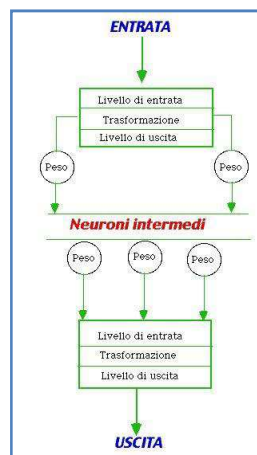 ENTRATA
Livello di entrata
Trasformazione
Livello di uscita
Peso Peso
Neuroni intermedi
Peso Peso Peso
Livello di entrata
Trasformazione
Livello di uscita
USCITA